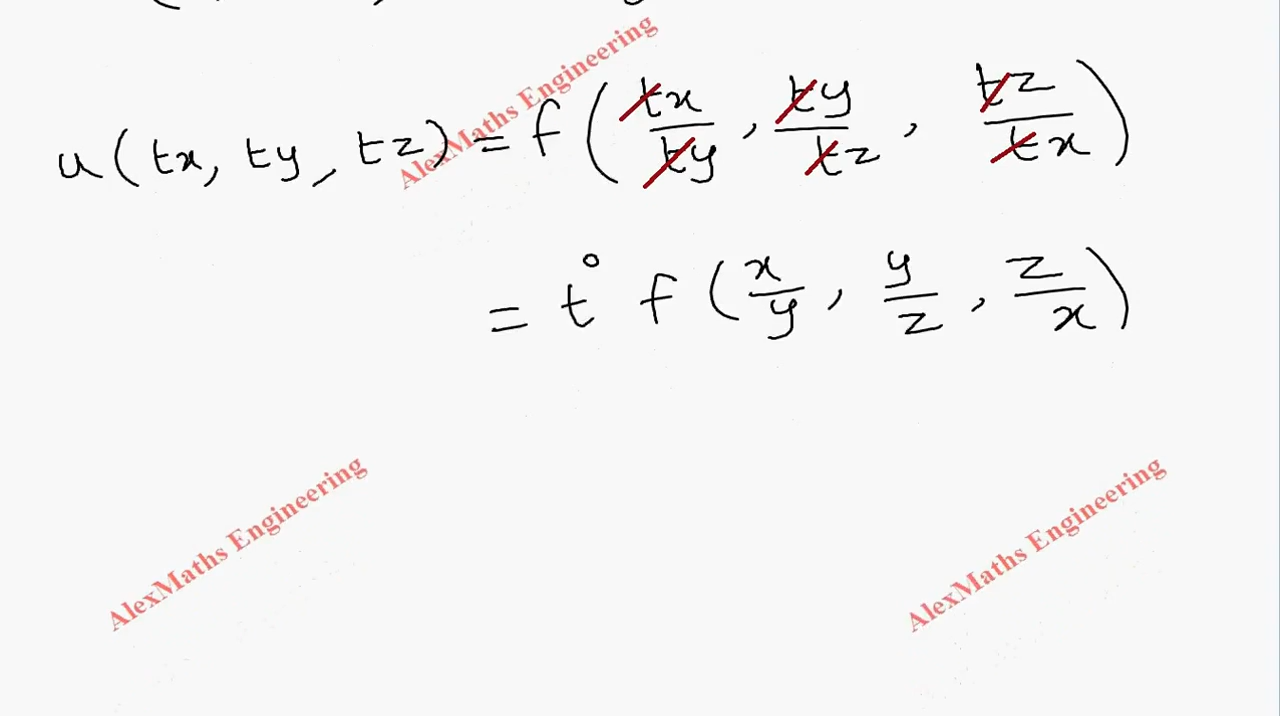 u(tx, ty, tz) = f(tx/ty, ty/tz, tz/tx)
= t⁰ f(x/y, y/z, z/x)
AlexMaths Engineering
AlexMaths Engineering
AlexMaths Engineering